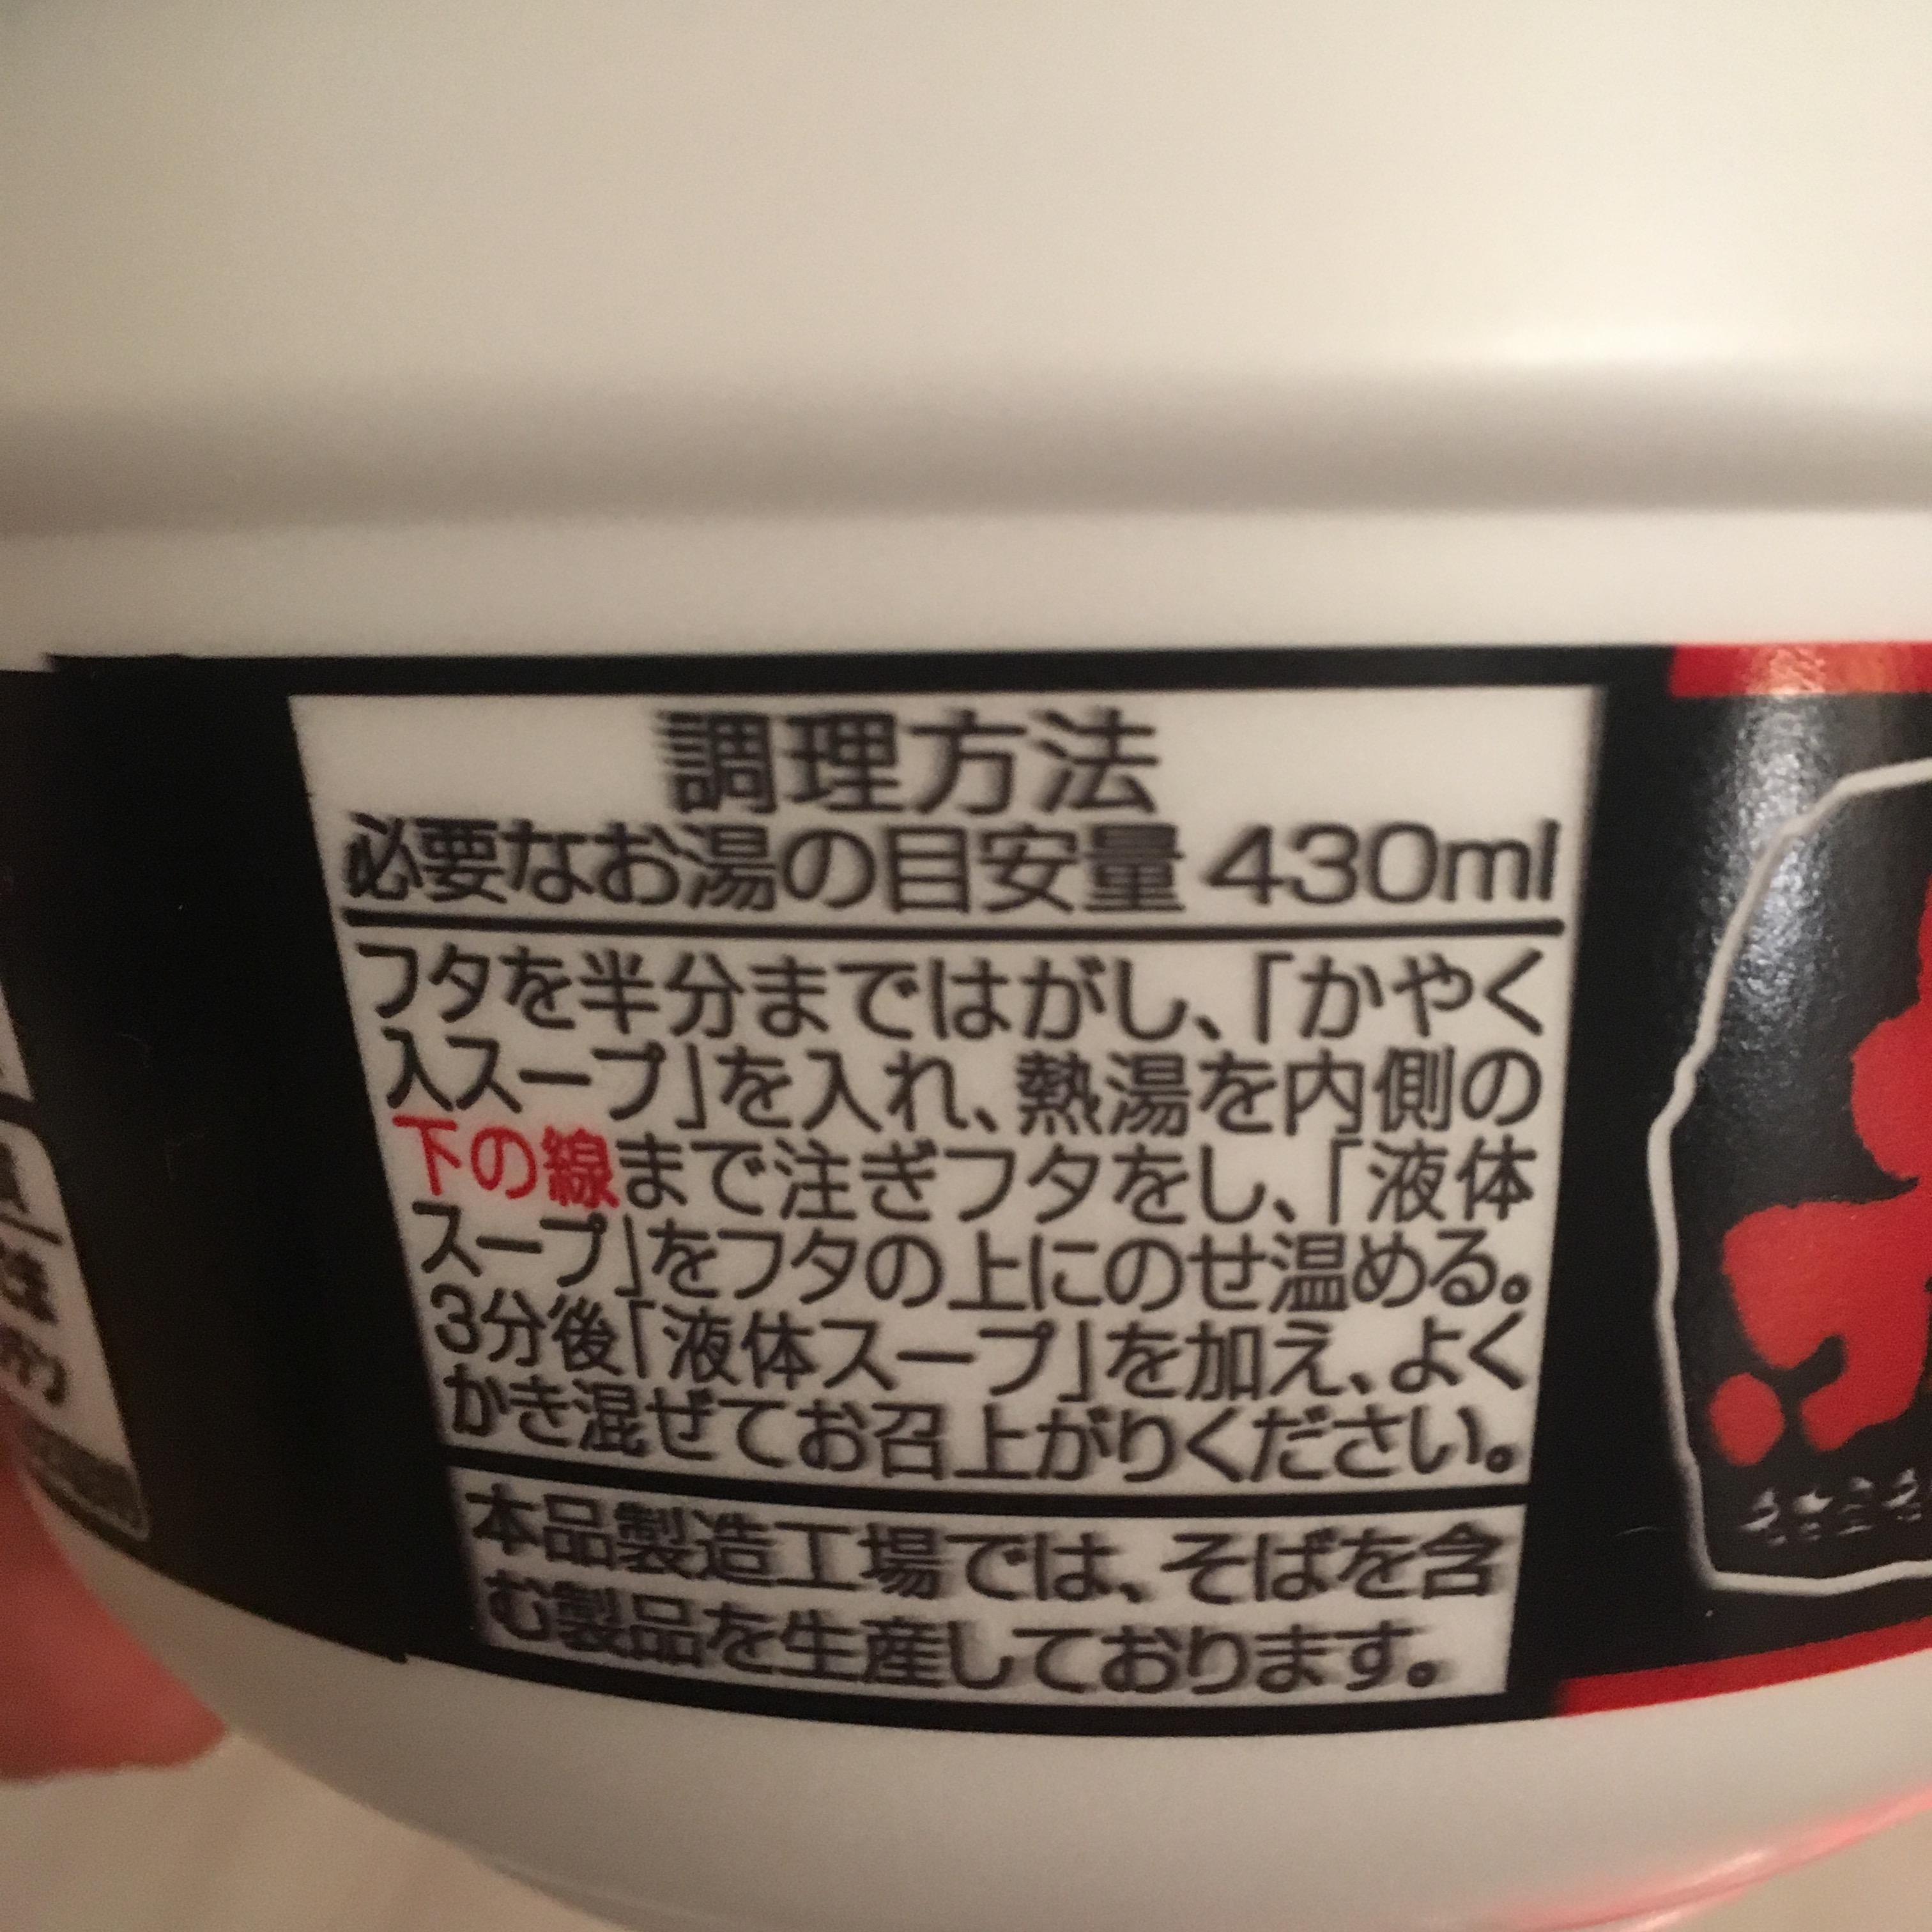 調理方法
必要なお湯の目安量 430ml
フタを半分まではがし、「かやく
入スープ」を入れ、熱湯を内側の
下の線まで注ぎフタをし、「液体
スープ」をフタの上にのせ温める。
3分後「液体スープ」を加え、よく
かき混ぜてお召上がりください。
本品製造工場では、そばを含
む製品を生産しております。